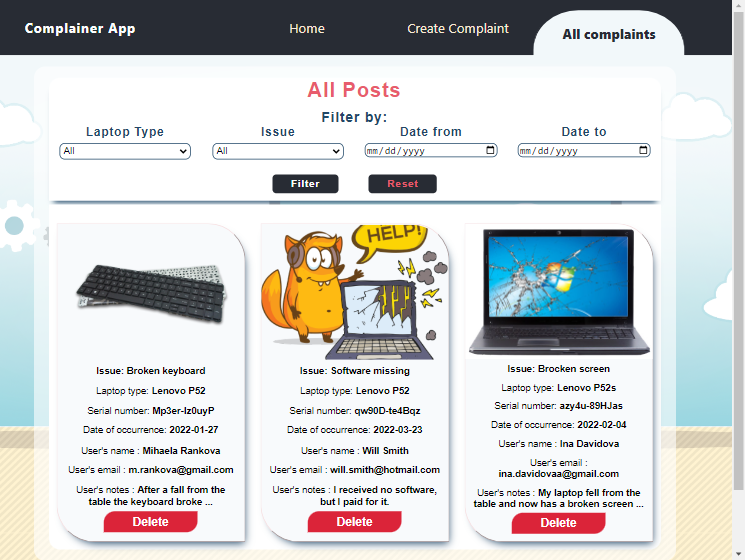 Complainer App
Home
Create Complaint
All complaints
All Posts
Filter by:
Laptop Type
Issue
Date from
Date to
All
All
mm/dd/yyyy
mm/dd/yyyy
Filter
Reset
HELP!
Issue: Broken keyboard
Laptop type: Lenovo P52
Serial number: Mp3er-lz0uyP
Date of occurrence: 2022-01-27
User's name : Mihaela Rankova
User's email : m.rankova@gmail.com
User's notes : After a fall from
the table the keyboard broke ...
Delete
Issue: Software missing
Laptop type: Lenovo P52
Serial number: qw90D-te4Bqz
Date of occurrence: 2022-03-23
User's name : Will Smith
User's email : will.smith@hotmail.com
User's notes : I received no software,
but I paid for it.
Delete
Issue: Brocken screen
Laptop type: Lenovo P52s
Serial number: azy4u-89HJas
Date of occurrence: 2022-02-04
User's name : Ina Davidova
User's email :
ina.davidovaa@gmail.com
User's notes : My laptop fell from the
table and now has a broken screen ...
Delete